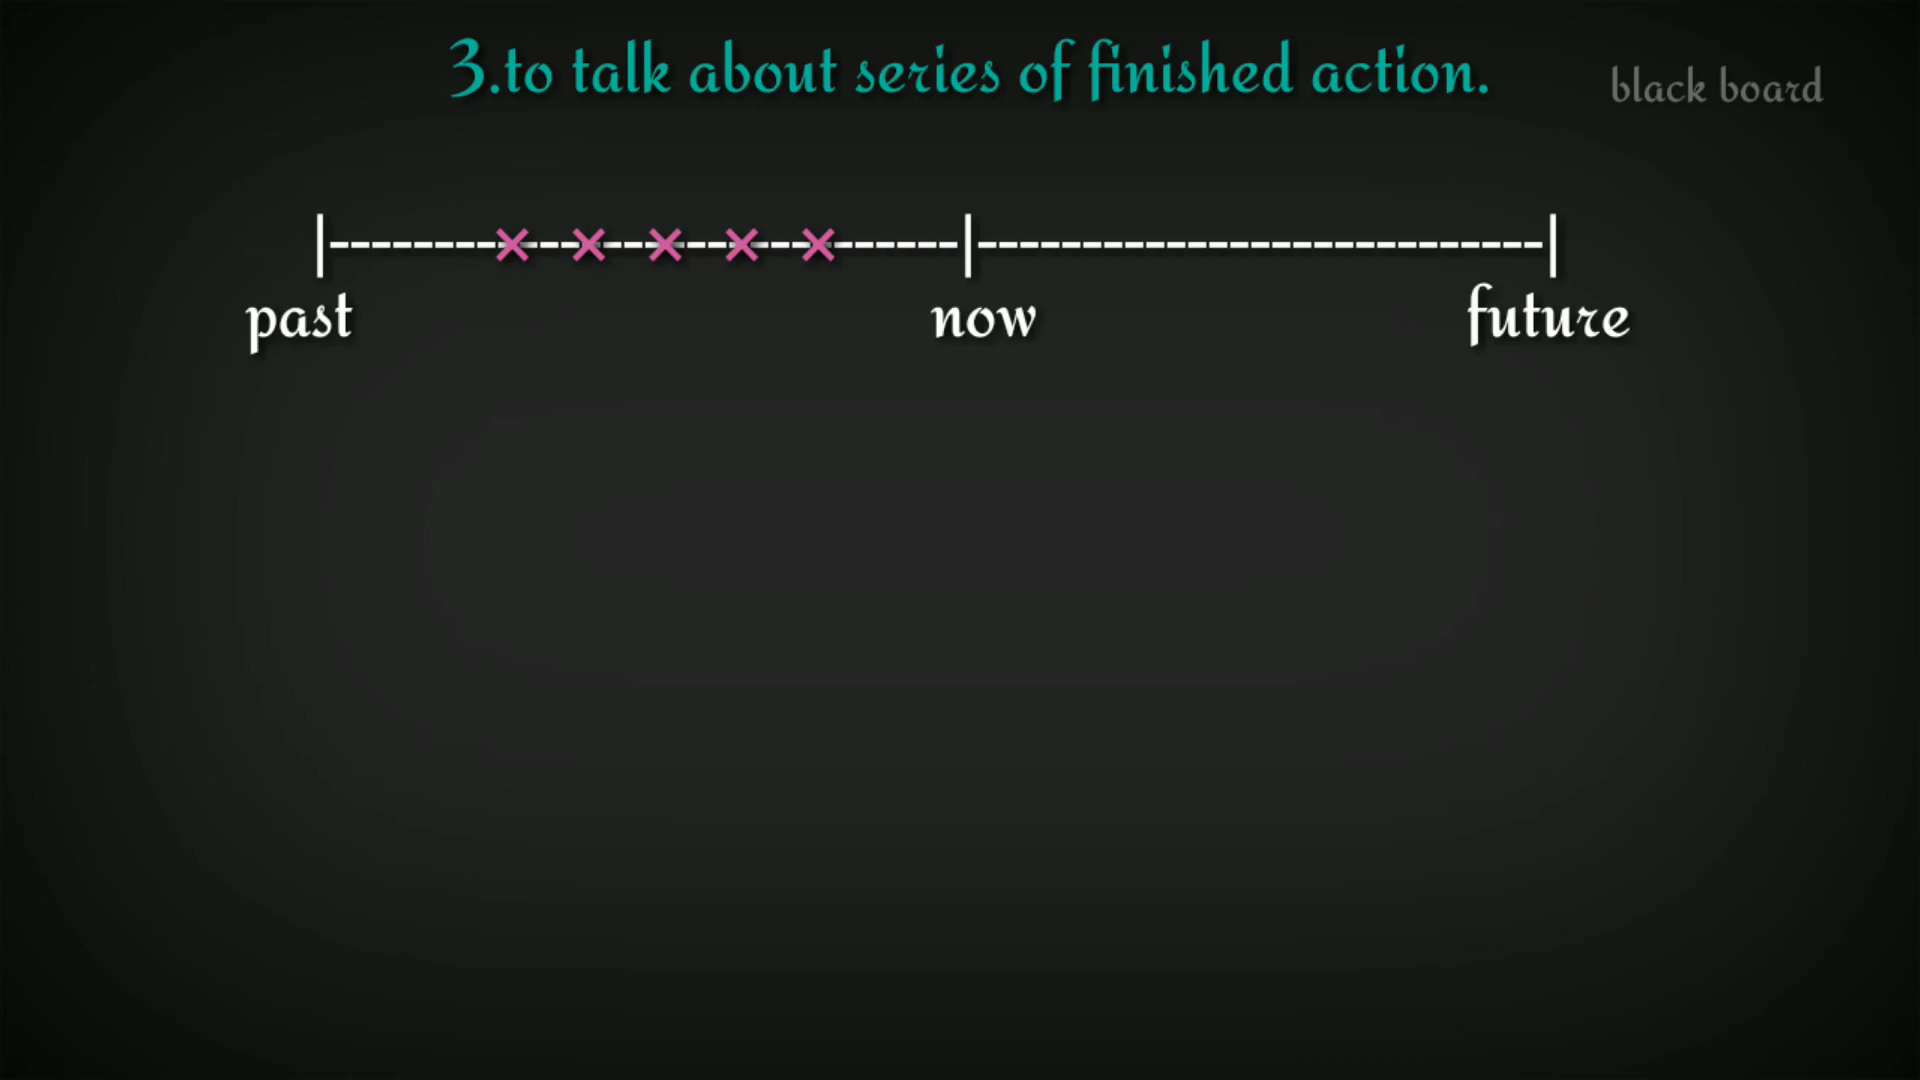 3.to talk about series of finished action.
black board
past now future